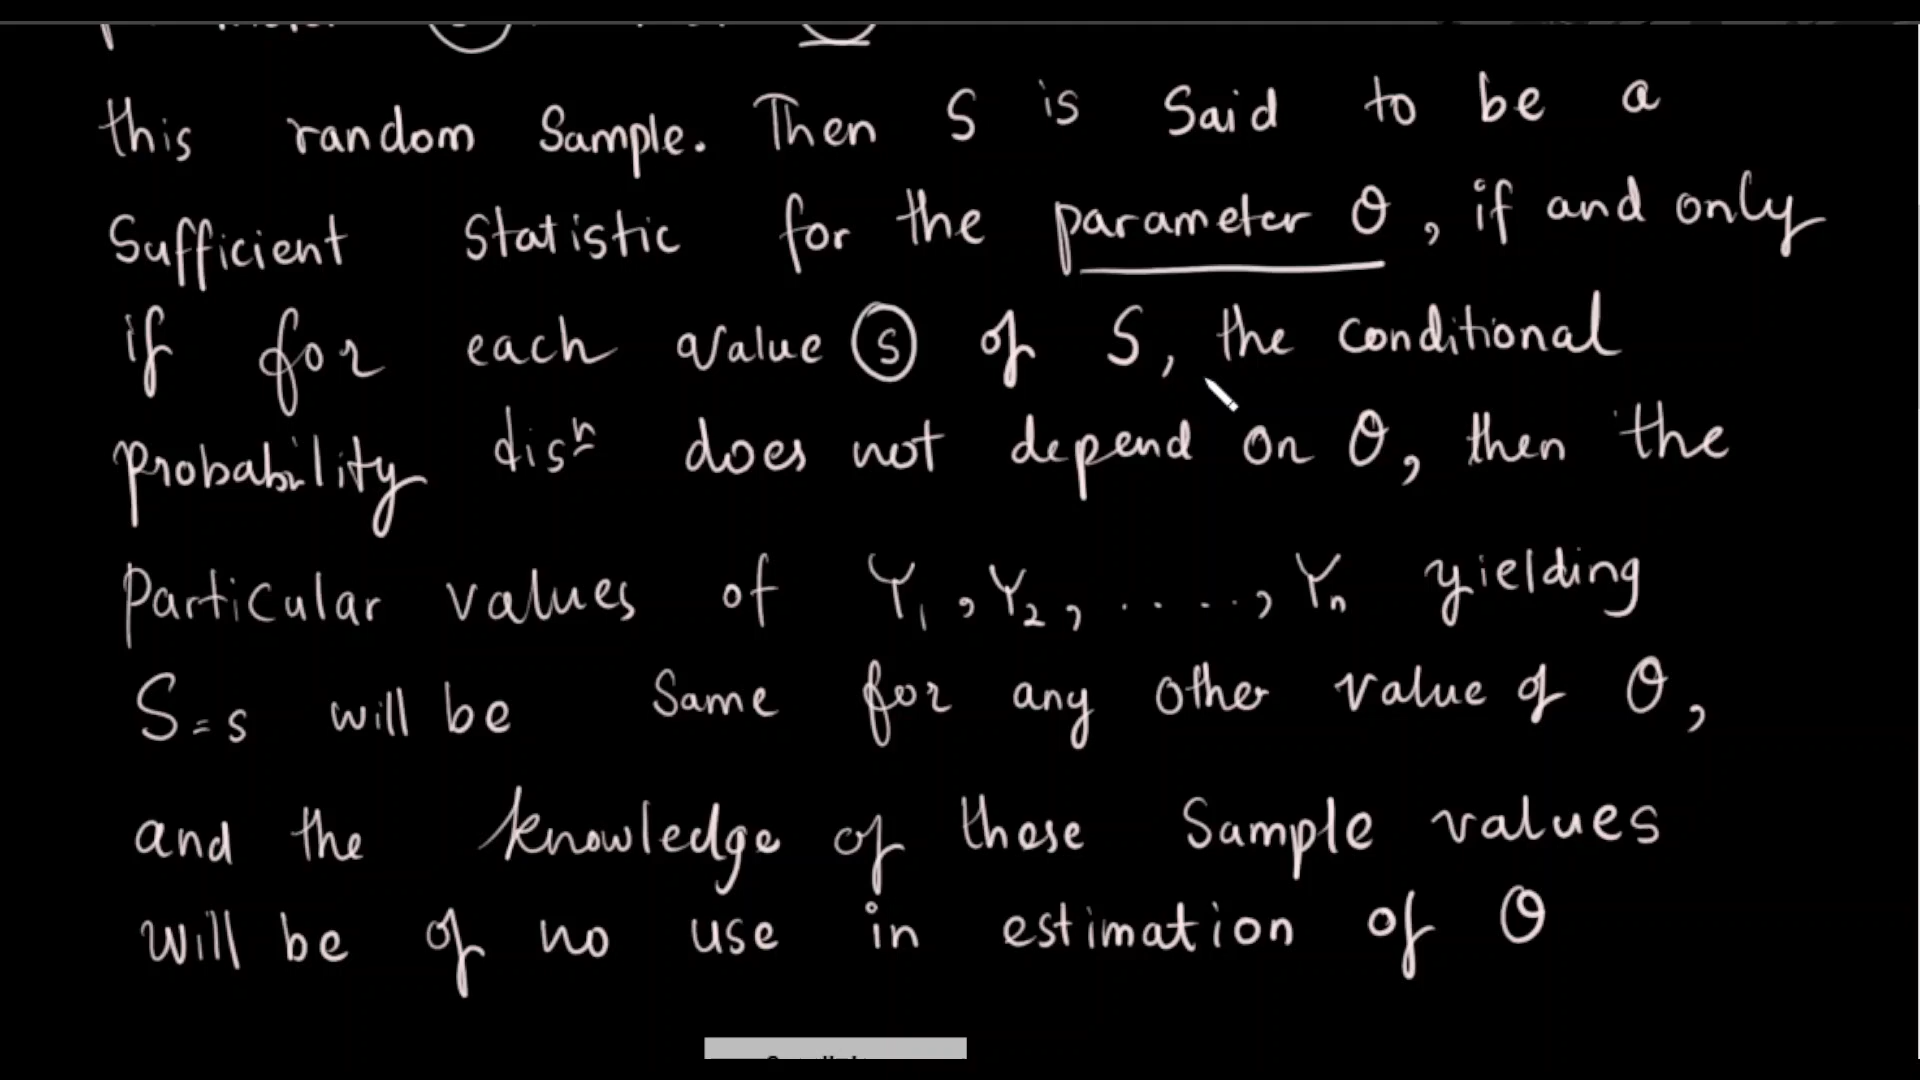 this random Sample. Then S is Said to be a
Sufficient Statistic for the parameter θ, if and only
if for each value s of S, the conditional
probability disⁿ does not depend on θ, then the
Particular values of Y₁, Y₂, ....., Yₙ yielding
S=s will be Same for any other value of θ,
and the knowledge of these Sample values
will be of no use in estimation of θ